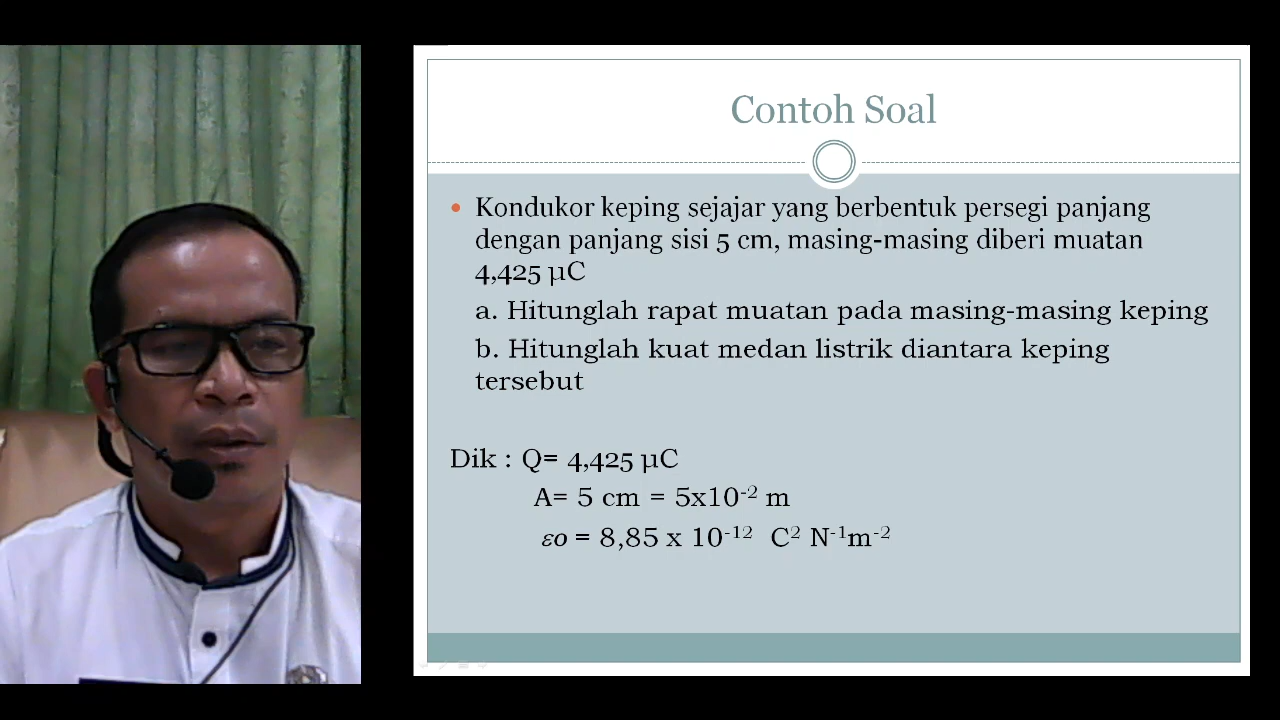 Contoh Soal
• Kondukor keping sejajar yang berbentuk persegi panjang
dengan panjang sisi 5 cm, masing-masing diberi muatan
4,425 µC
a. Hitunglah rapat muatan pada masing-masing keping
b. Hitunglah kuat medan listrik diantara keping
tersebut
Dik : Q= 4,425 µC
A= 5 cm = 5x10⁻² m
εo = 8,85 x 10⁻¹² C² N⁻¹m⁻²